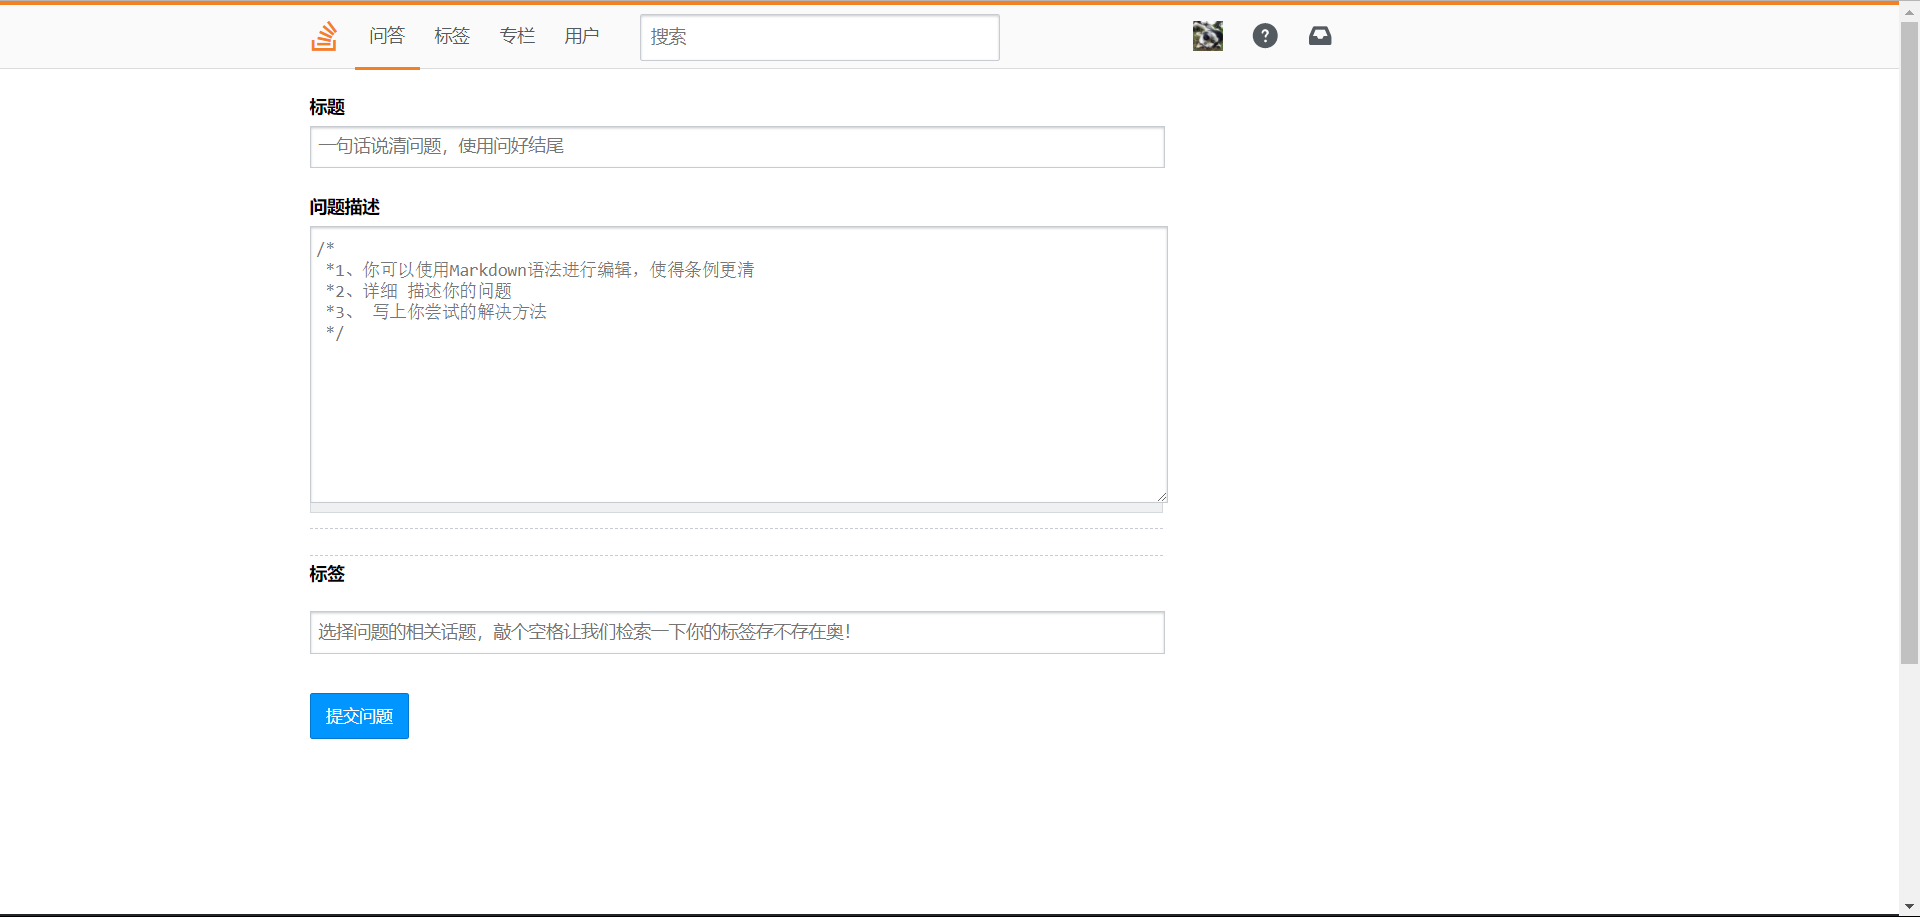 问答 标签 专栏 用户 搜索
标题
一句话说清问题，使用问好结尾
问题描述
/*
*1、你可以使用Markdown语法进行编辑，使得条例更清
*2、详细 描述你的问题
*3、 写上你尝试的解决方法
*/
标签
选择问题的相关话题，敲个空格让我们检索一下你的标签存不存在奥！
提交问题